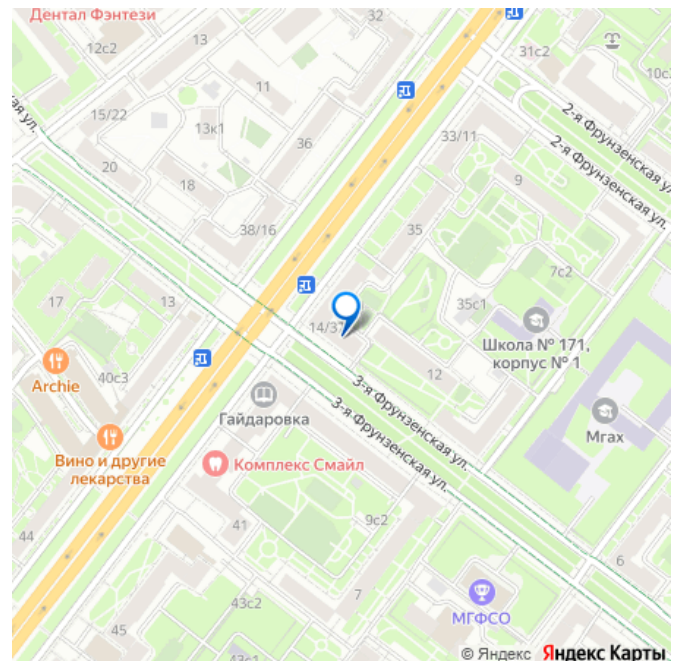 Дентал Фэнтези
32
12с2
13
31с2
10с
11
15/22
13к1
36
33/11
2-я Фрунзенская ул.
2-я Фрунзенская ул.
ая ул.
20
18
9
38/16
35
7с2
17
13
35с1
14/37
Школа № 171,
корпус № 1
Archie
40с3
12
3-я Фрунзенская ул.
3-я Фрунзенская ул.
Гайдаровка
Мгах
Вино и другие
лекарства
Комплекс Смайл
44
41
9с2
6
43с2
7
МГФСО
45
43с1
© Яндекс Яндекс Карты